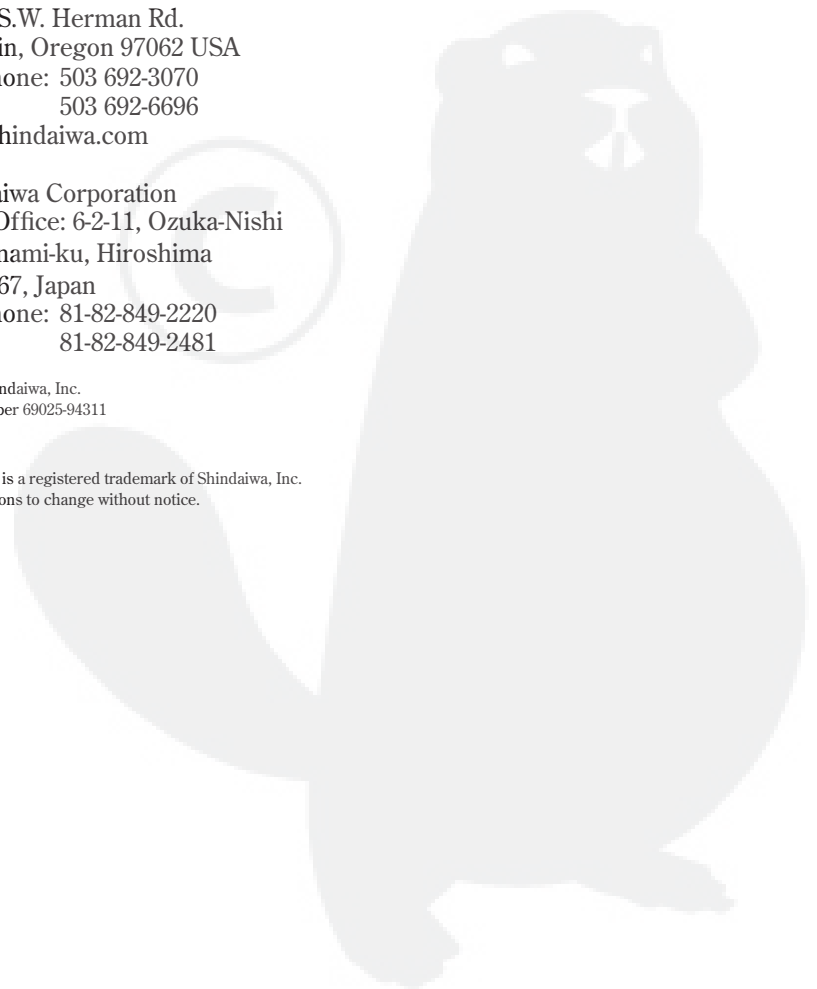 S.W. Herman Rd.
in, Oregon 97062 USA
one: 503 692-3070
503 692-6696
hindaiwa.com
iwa Corporation
Office: 6-2-11, Ozuka-Nishi
nami-ku, Hiroshima
67, Japan
one: 81-82-849-2220
81-82-849-2481
ndaiwa, Inc.
ber 69025-94311
is a registered trademark of Shindaiwa, Inc.
ons to change without notice.
©